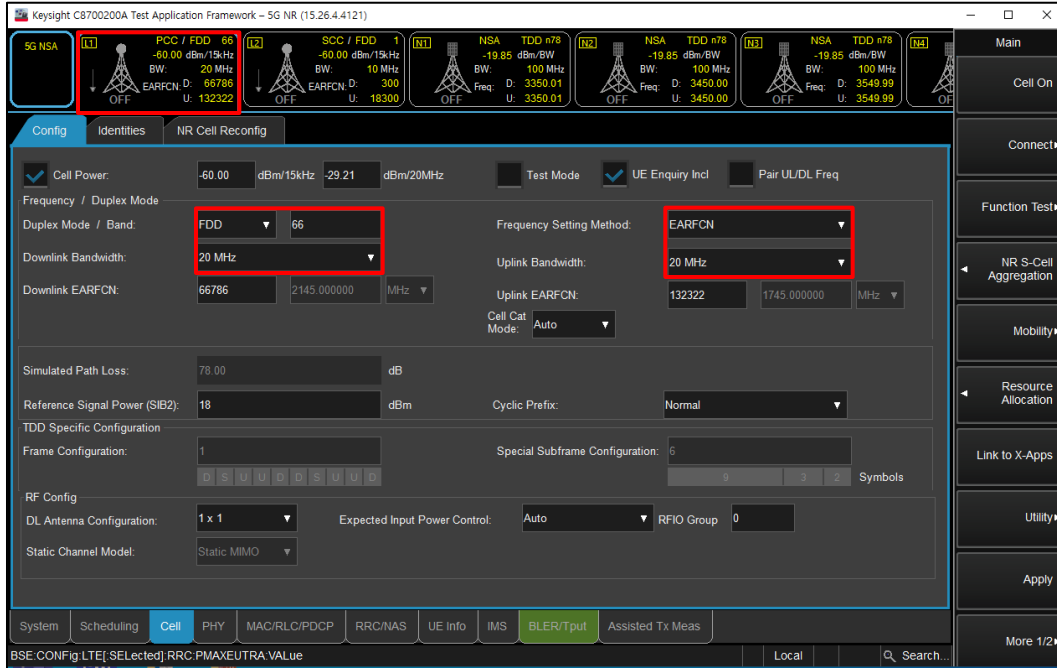 Keysight C8700200A Test Application Framework – 5G NR (15.26.4.4121)
5G NSA
L1 PCC / FDD 66
-60.00 dBm/15kHz
BW: 20 MHz
EARFCN: D: 66786
OFF U: 132322
L2 SCC / FDD 1
-60.00 dBm/15kHz
BW: 10 MHz
EARFCN: D: 300
OFF U: 18300
N1 NSA TDD n78
-19.85 dBm/BW
BW: 100 MHz
Freq: D: 3350.01
OFF U: 3350.01
N2 NSA TDD n78
-19.85 dBm/BW
BW: 100 MHz
Freq: D: 3450.00
OFF U: 3450.00
N3 NSA TDD n78
-19.85 dBm/BW
BW: 100 MHz
Freq: D: 3549.99
OFF U: 3549.99
N4
Main
Cell On
Connect
Function Test
NR S-Cell
Aggregation
Mobility
Resource
Allocation
Link to X-Apps
Utility
Apply
More 1/2
Config Identities NR Cell Reconfig
Cell Power: -60.00 dBm/15kHz -29.21 dBm/20MHz Test Mode UE Enquiry Incl Pair UL/DL Freq
Frequency / Duplex Mode
Duplex Mode / Band: FDD 66 Frequency Setting Method: EARFCN
Downlink Bandwidth: 20 MHz Uplink Bandwidth: 20 MHz
Downlink EARFCN: 66786 2145.000000 MHz Uplink EARFCN: 132322 1745.000000 MHz
Cell Cat
Mode: Auto
Simulated Path Loss: 78.00 dB
Reference Signal Power (SIB2): 18 dBm Cyclic Prefix: Normal
TDD Specific Configuration
Frame Configuration: 1 Special Subframe Configuration: 6
D S U U D D S U U D 9 3 2 Symbols
RF Config
DL Antenna Configuration: 1 x 1 Expected Input Power Control: Auto RFIO Group 0
Static Channel Model: Static MIMO
System Scheduling Cell PHY MAC/RLC/PDCP RRC/NAS UE Info IMS BLER/Tput Assisted Tx Meas
BSE:CONFig:LTE[:SELected]:RRC:PMAXEUTRA:VALue Local Search...